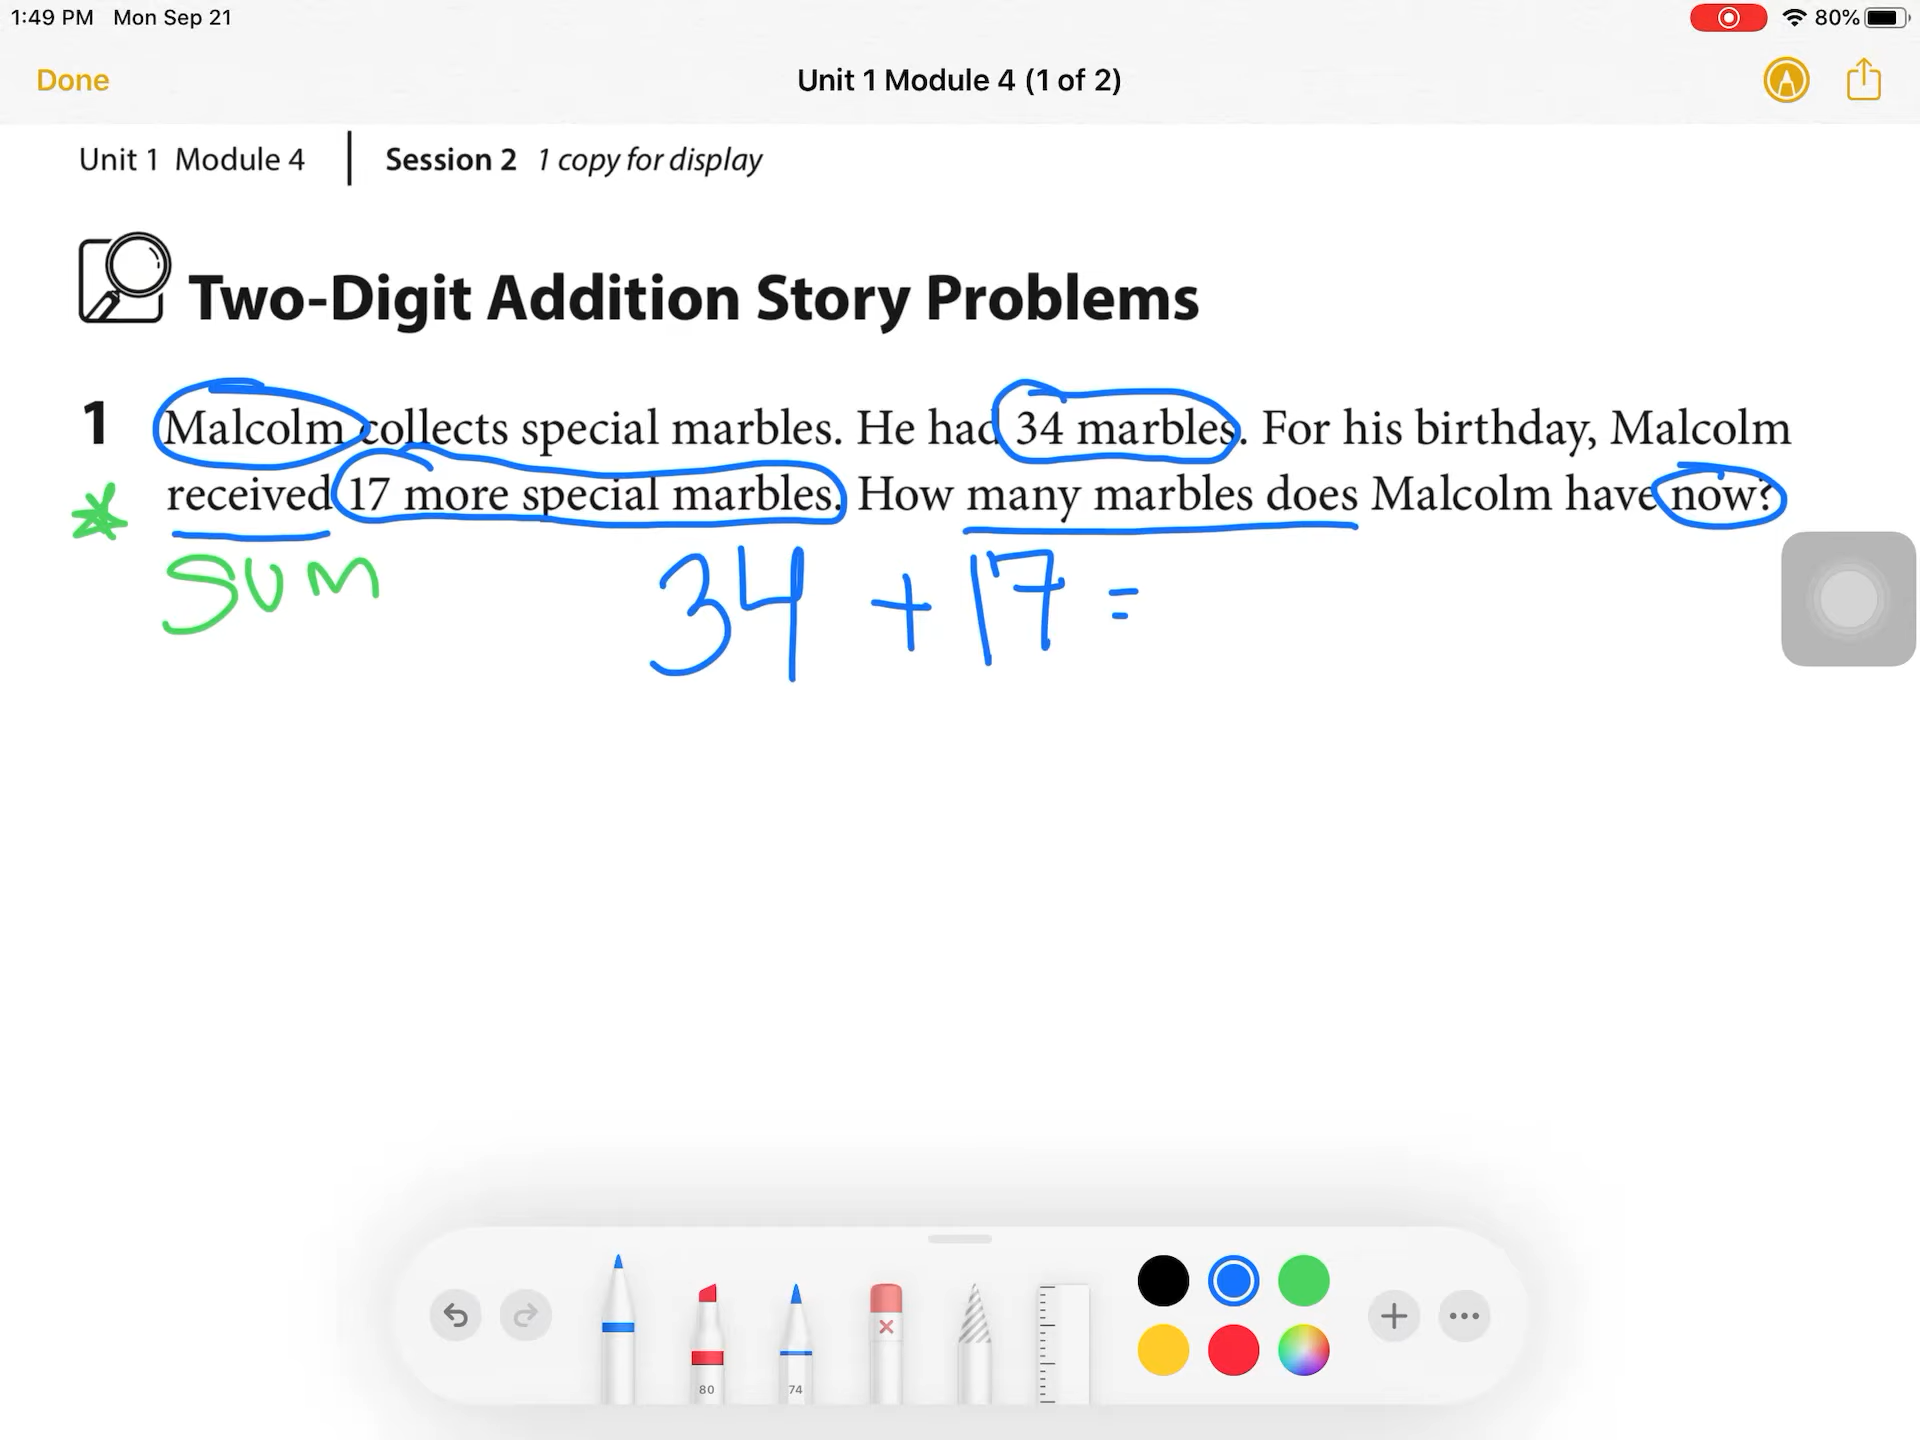 1:49 PM Mon Sep 21 80%
Done Unit 1 Module 4 (1 of 2)
Unit 1 Module 4 Session 2 1 copy for display
Two-Digit Addition Story Problems
1 Malcolm collects special marbles. He had 34 marbles. For his birthday, Malcolm
received 17 more special marbles. How many marbles does Malcolm have now?
SUM 34 + 17 =
80 74